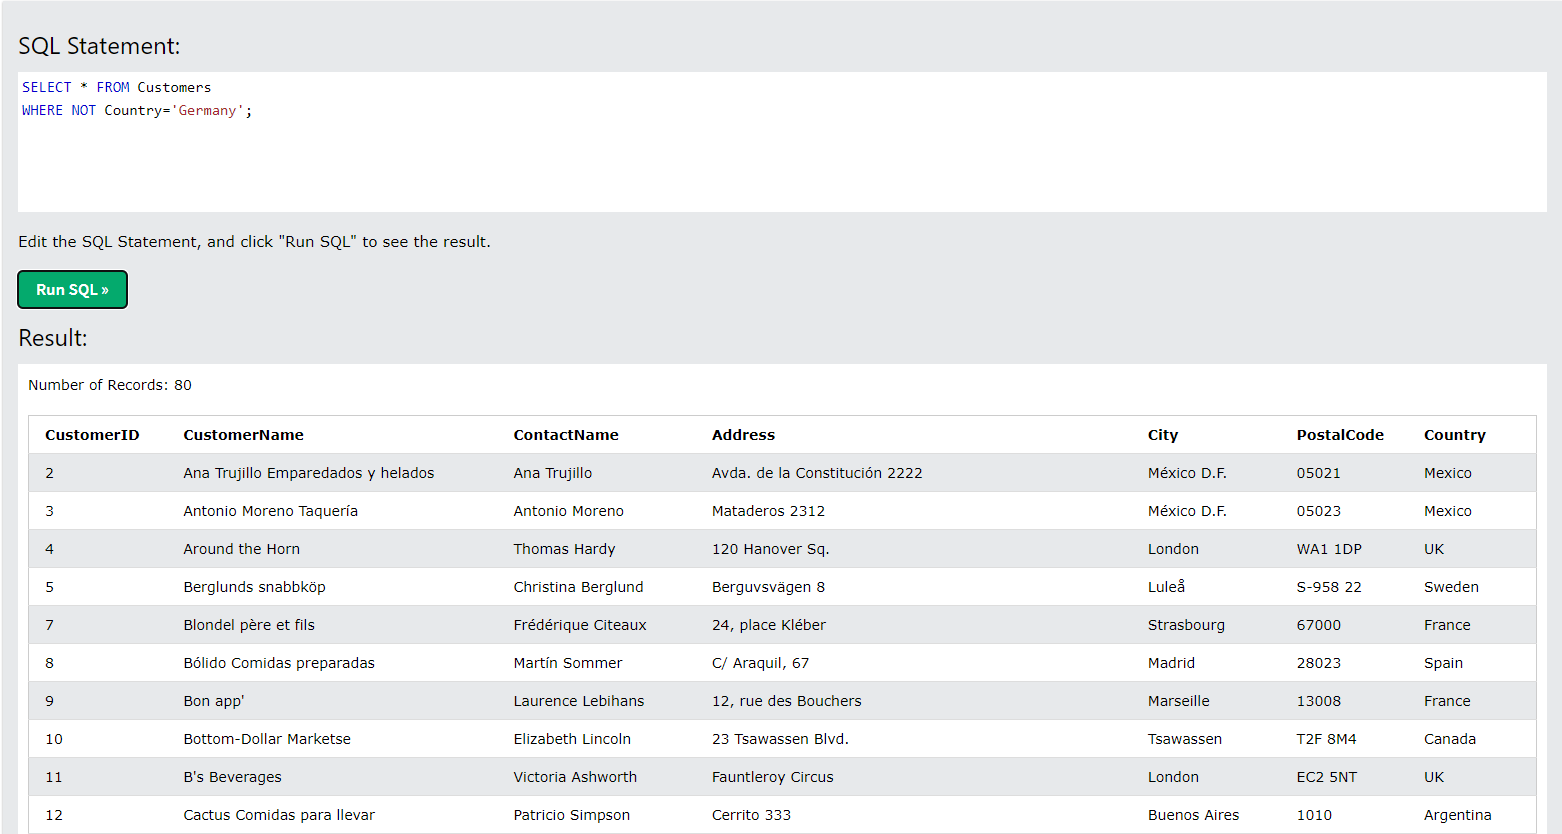 SQL Statement:
SELECT * FROM Customers
WHERE NOT Country='Germany';
Edit the SQL Statement, and click "Run SQL" to see the result.
Run SQL »
Result:
Number of Records: 80
CustomerID CustomerName ContactName Address City PostalCode Country
2 Ana Trujillo Emparedados y helados Ana Trujillo Avda. de la Constitución 2222 México D.F. 05021 Mexico
3 Antonio Moreno Taquería Antonio Moreno Mataderos 2312 México D.F. 05023 Mexico
4 Around the Horn Thomas Hardy 120 Hanover Sq. London WA1 1DP UK
5 Berglunds snabbköp Christina Berglund Berguvsvägen 8 Luleå S-958 22 Sweden
7 Blondel père et fils Frédérique Citeaux 24, place Kléber Strasbourg 67000 France
8 Bólido Comidas preparadas Martín Sommer C/ Araquil, 67 Madrid 28023 Spain
9 Bon app' Laurence Lebihans 12, rue des Bouchers Marseille 13008 France
10 Bottom-Dollar Marketse Elizabeth Lincoln 23 Tsawassen Blvd. Tsawassen T2F 8M4 Canada
11 B's Beverages Victoria Ashworth Fauntleroy Circus London EC2 5NT UK
12 Cactus Comidas para llevar Patricio Simpson Cerrito 333 Buenos Aires 1010 Argentina